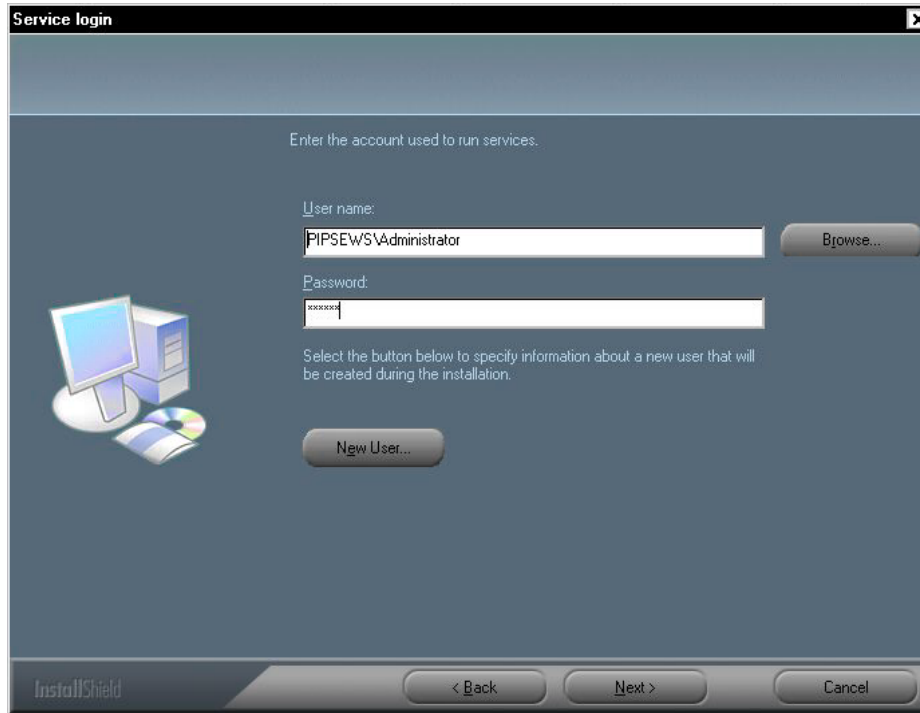 Service login
Enter the account used to run services.
User name:
PIPSEWS\Administrator
Browse...
Password:
******
Select the button below to specify information about a new user that will
be created during the installation.
New User...
InstallShield
< Back
Next >
Cancel